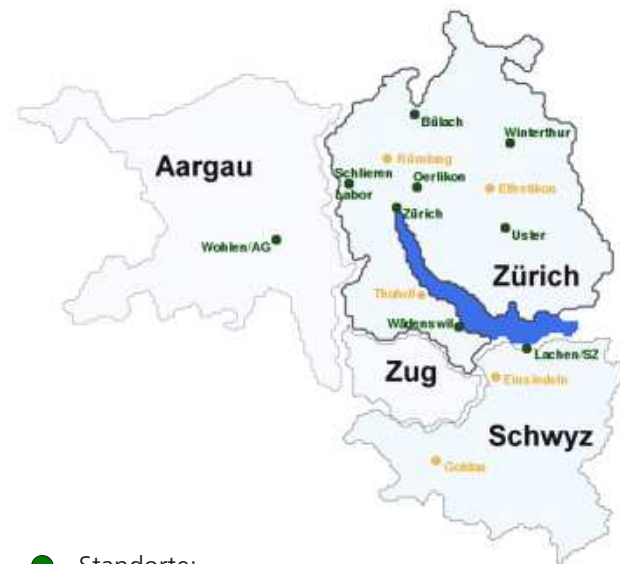 Bülach
Winterthur
Aargau
Rümlang
Schlieren
Labor
Oerlikon
Effretikon
Zürich
Uster
Wohlen/AG
Zürich
Thalwil
Wädenswil
Lachen/SZ
Zug
Einsiedeln
Schwyz
Goldau
Standorte: